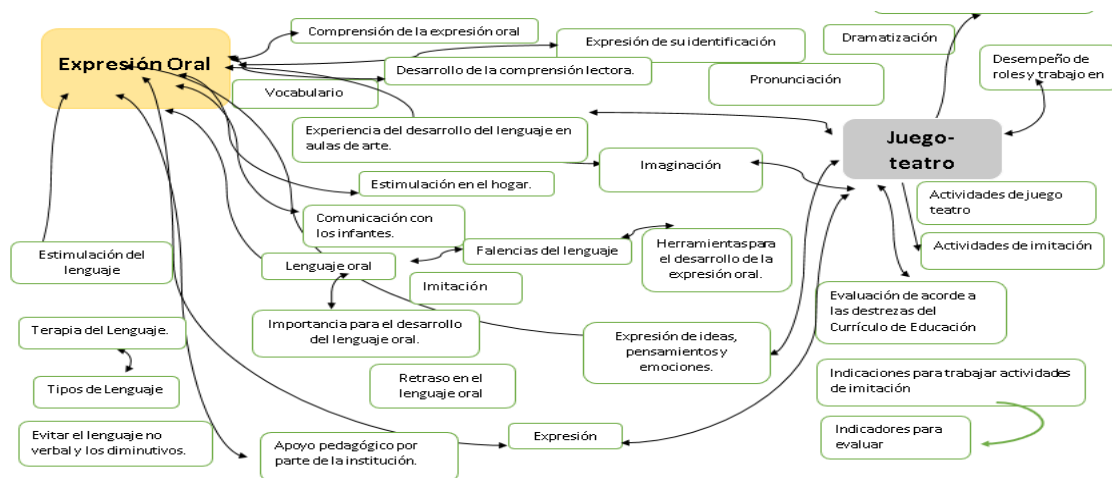 Comprensión de la expresión oral
Expresión Oral
Expresión de su identificación
Dramatización
Desempeño de
roles y trabajo en
Desarrollo de la comprensión lectora.
Pronunciación
Vocabulario
Experiencia del desarrollo del lenguaje en
aulas de arte.
Juego-
teatro
Imaginación
Estimulación en el hogar.
Actividades de juego
teatro
Comunicación con
los infantes.
Actividades de imitación
Estimulación del
lenguaje
Falencias del lenguaje
Herramientas para
el desarrollo de la
expresión oral.
Lenguaje oral
Imitación
Evaluación de acorde a
las destrezas del
Currículo de Educación
Terapia del Lenguaje.
Importancia para el desarrollo
del lenguaje oral.
Expresión de ideas,
pensamientos y
emociones.
Retraso en el
lenguaje oral
Indicaciones para trabajar actividades
de imitación
Tipos de Lenguaje
Evitar el lenguaje no
verbal y los diminutivos.
Apoyo pedagógico por
parte de la institución.
Expresión
Indicadores para
evaluar